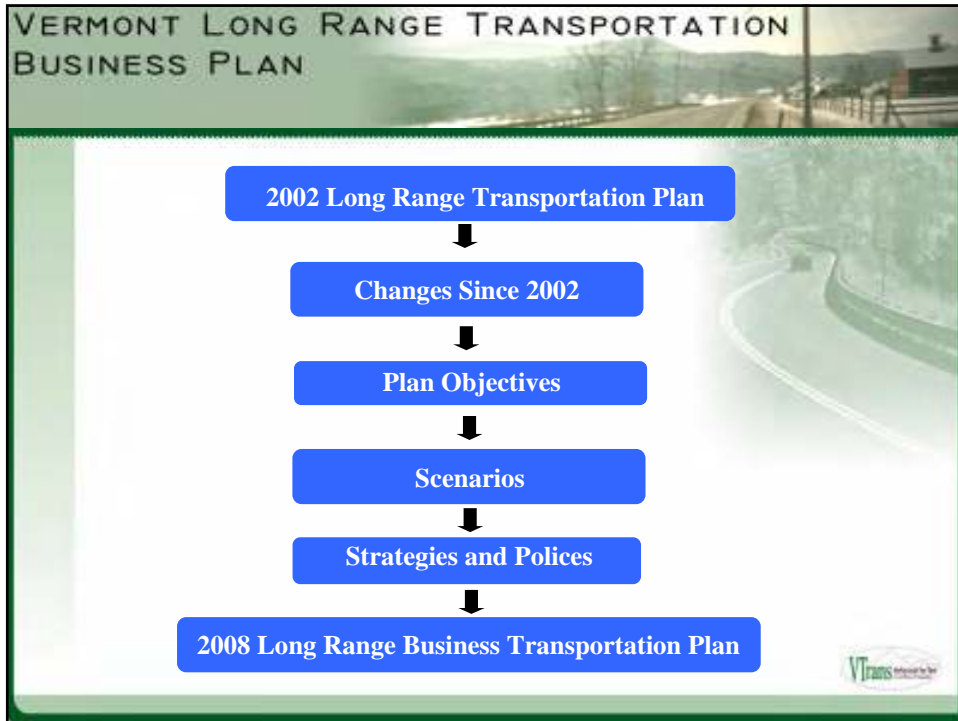 VERMONT LONG RANGE TRANSPORTATION
BUSINESS PLAN
2002 Long Range Transportation Plan
Changes Since 2002
Plan Objectives
Scenarios
Strategies and Polices
2008 Long Range Business Transportation Plan
VTrans